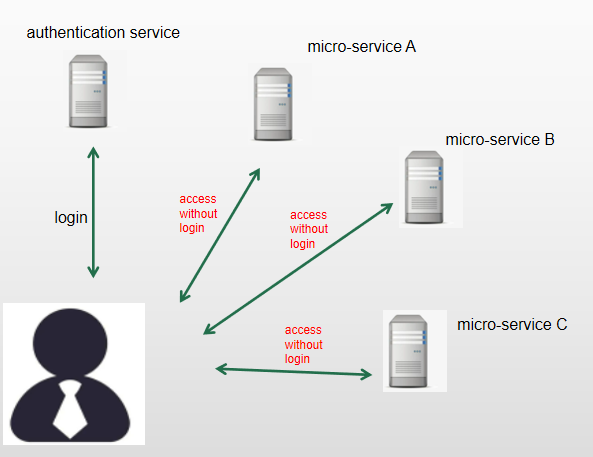 authentication service
micro-service A
micro-service B
login
access
without
login
access
without
login
access
without
login
micro-service C